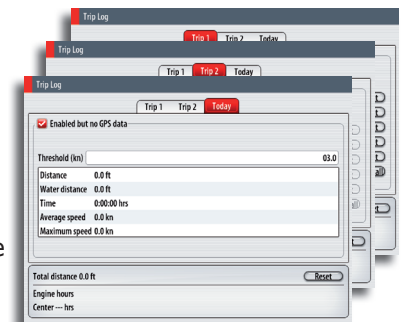 Trip Log
Trip 1 Trip 2 Today
Trip Log
Trip 1 Trip 2 Today
Trip Log
Trip 1 Trip 2 Today
Enabled but no GPS data
Threshold (kn) 03.0
Distance 0.0 ft
Water distance 0.0 ft
Time 0:00:00 hrs
Average speed 0.0 kn
Maximum speed 0.0 kn
Total distance 0.0 ft Reset
Engine hours
Center --- hrs